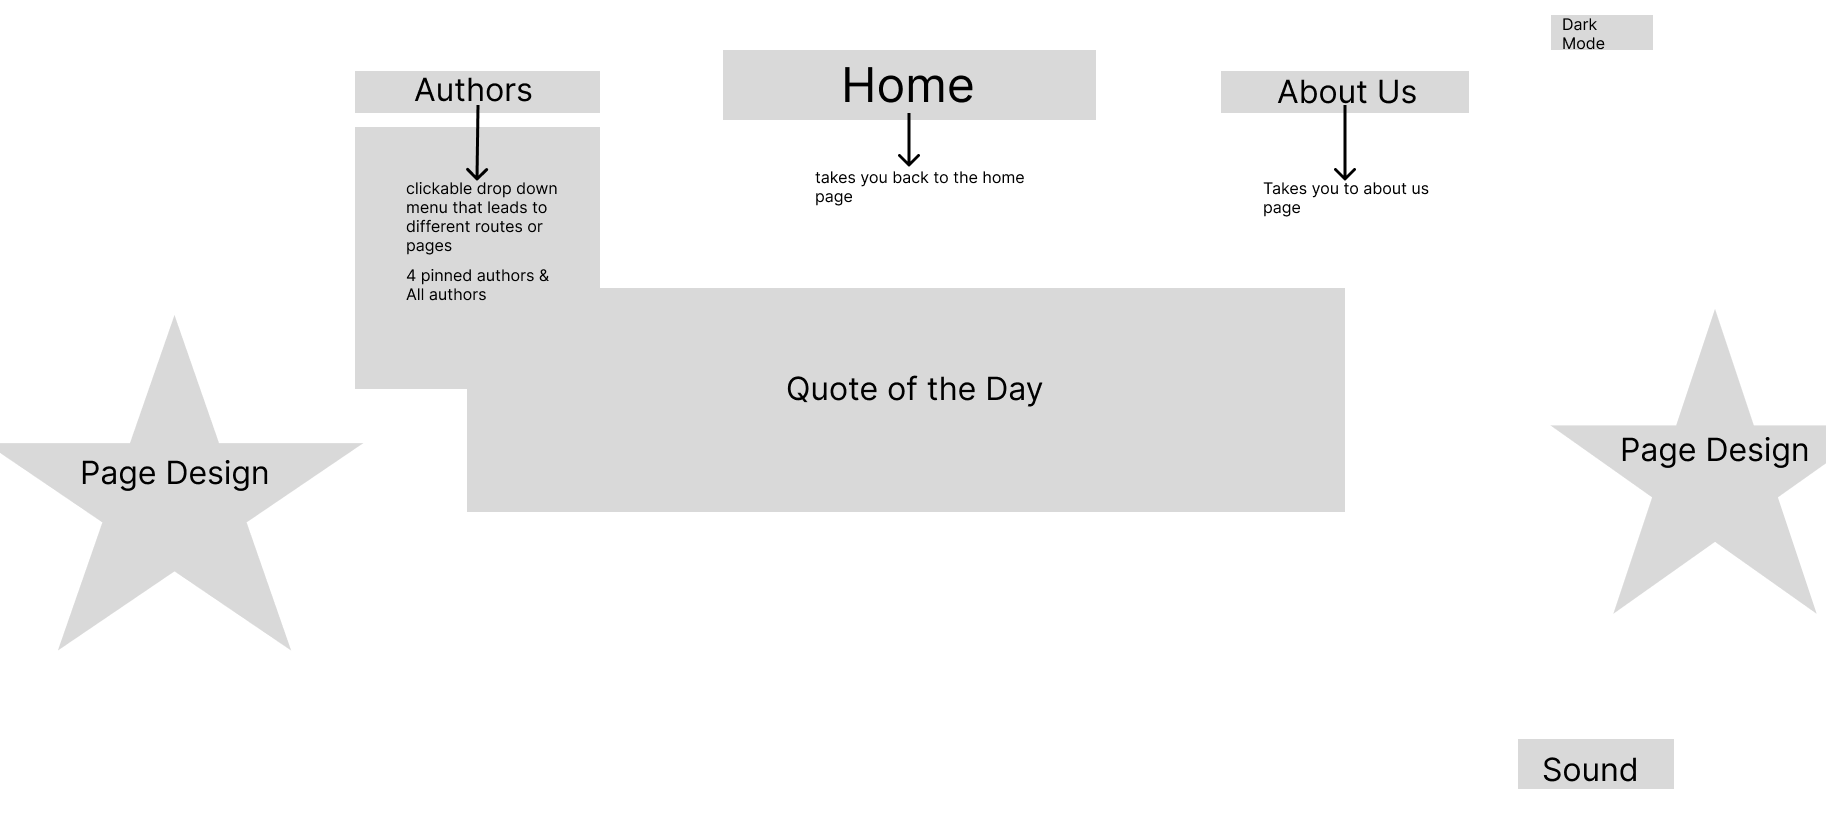 Dark
Mode
Authors
Home
About Us
clickable drop down
menu that leads to
different routes or
pages
4 pinned authors &
All authors
takes you back to the home
page
Takes you to about us
page
Quote of the Day
Page Design
Page Design
Sound